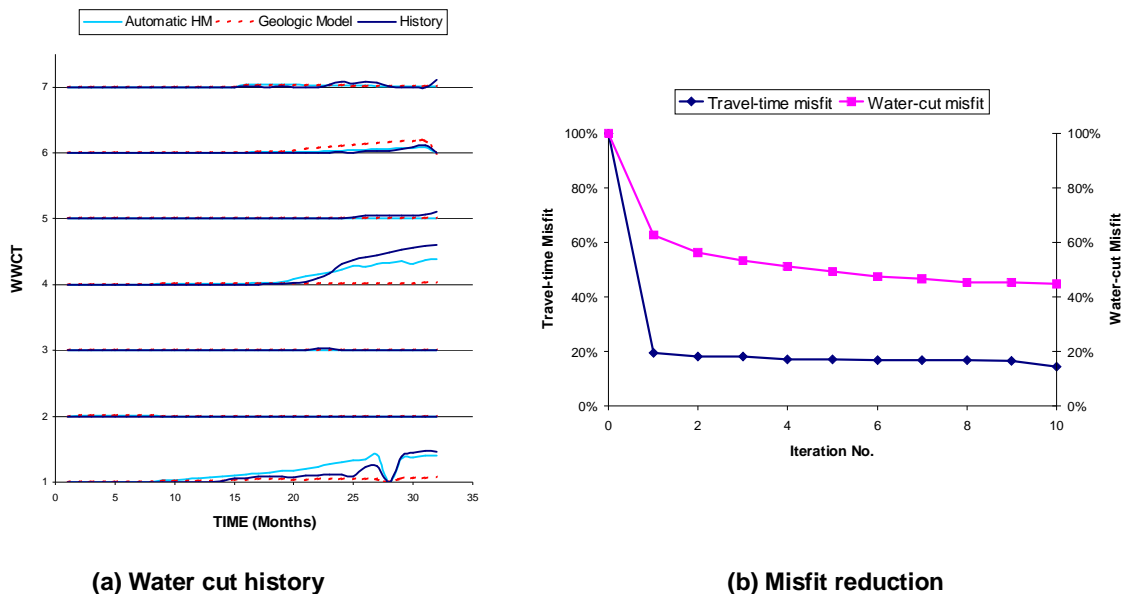 Automatic HM Geologic Model History
7
6
5
4
3
2
1
WWCT
0 5 10 15 20 25 30 35
TIME (Months)
(a) Water cut history
Travel-time misfit Water-cut misfit
100% 100%
80% 80%
60% 60%
40% 40%
20% 20%
0% 0%
Travel-time Misfit
Water-cut Misfit
0 2 4 6 8 10
Iteration No.
(b) Misfit reduction